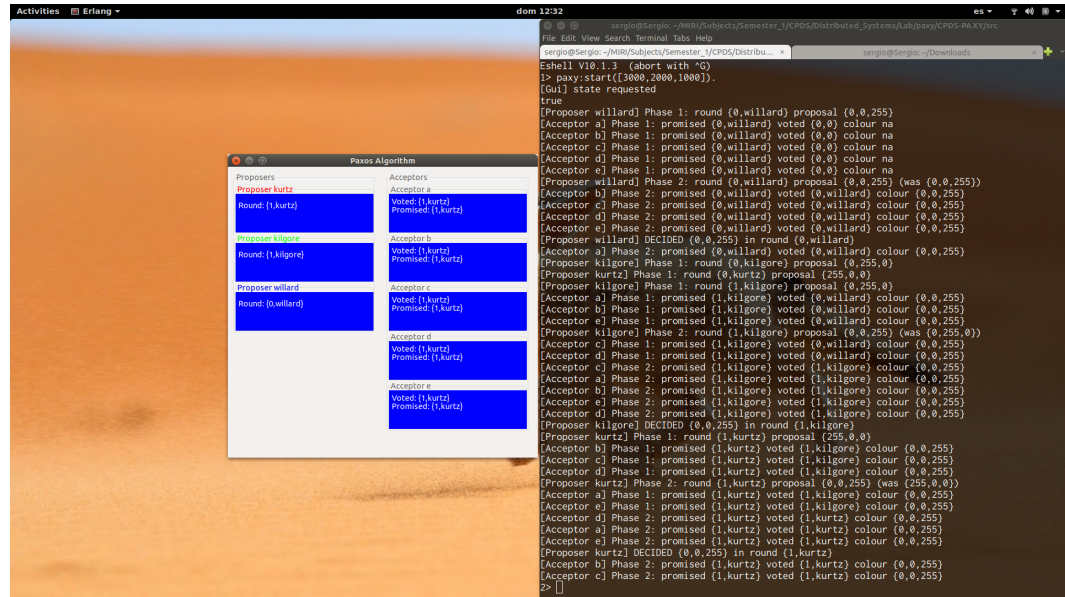 Activities Erlang dom 12:32 es
sergio@Sergio: ~/MIRI/Subjects/Semester_1/CPDS/Distributed_Systems/Lab/paxy/CPDS-PAXY/src
File Edit View Search Terminal Tabs Help
sergio@Sergio: ~/MIRI/Subjects/Semester_1/CPDS/Distribu... × sergio@Sergio: ~/Downloads ×
Eshell V10.1.3 (abort with ^G)
1> paxy:start([3000,2000,1000]).
[Gui] state requested
true
[Proposer willard] Phase 1: round {0,willard} proposal {0,0,255}
[Acceptor a] Phase 1: promised {0,willard} voted {0,0} colour na
[Acceptor b] Phase 1: promised {0,willard} voted {0,0} colour na
[Acceptor c] Phase 1: promised {0,willard} voted {0,0} colour na
[Acceptor d] Phase 1: promised {0,willard} voted {0,0} colour na
[Acceptor e] Phase 1: promised {0,willard} voted {0,0} colour na
[Proposer willard] Phase 2: round {0,willard} proposal {0,0,255} (was {0,0,255})
[Acceptor b] Phase 2: promised {0,willard} voted {0,willard} colour {0,0,255}
[Acceptor c] Phase 2: promised {0,willard} voted {0,willard} colour {0,0,255}
[Acceptor d] Phase 2: promised {0,willard} voted {0,willard} colour {0,0,255}
[Acceptor e] Phase 2: promised {0,willard} voted {0,willard} colour {0,0,255}
[Proposer willard] DECIDED {0,0,255} in round {0,willard}
[Acceptor a] Phase 2: promised {0,willard} voted {0,willard} colour {0,0,255}
[Proposer kilgore] Phase 1: round {0,kilgore} proposal {0,255,0}
[Proposer kurtz] Phase 1: round {0,kurtz} proposal {255,0,0}
[Proposer kilgore] Phase 1: round {1,kilgore} proposal {0,255,0}
[Acceptor a] Phase 1: promised {1,kilgore} voted {0,willard} colour {0,0,255}
[Acceptor b] Phase 1: promised {1,kilgore} voted {0,willard} colour {0,0,255}
[Acceptor e] Phase 1: promised {1,kilgore} voted {0,willard} colour {0,0,255}
[Proposer kilgore] Phase 2: round {1,kilgore} proposal {0,0,255} (was {0,255,0})
[Acceptor c] Phase 1: promised {1,kilgore} voted {0,willard} colour {0,0,255}
[Acceptor d] Phase 1: promised {1,kilgore} voted {0,willard} colour {0,0,255}
[Acceptor c] Phase 2: promised {1,kilgore} voted {1,kilgore} colour {0,0,255}
[Acceptor a] Phase 2: promised {1,kilgore} voted {1,kilgore} colour {0,0,255}
[Acceptor b] Phase 2: promised {1,kilgore} voted {1,kilgore} colour {0,0,255}
[Acceptor e] Phase 2: promised {1,kilgore} voted {1,kilgore} colour {0,0,255}
[Acceptor d] Phase 2: promised {1,kilgore} voted {1,kilgore} colour {0,0,255}
[Proposer kilgore] DECIDED {0,0,255} in round {1,kilgore}
[Proposer kurtz] Phase 1: round {1,kurtz} proposal {255,0,0}
[Acceptor b] Phase 1: promised {1,kurtz} voted {1,kilgore} colour {0,0,255}
[Acceptor c] Phase 1: promised {1,kurtz} voted {1,kilgore} colour {0,0,255}
[Acceptor d] Phase 1: promised {1,kurtz} voted {1,kilgore} colour {0,0,255}
[Proposer kurtz] Phase 2: round {1,kurtz} proposal {0,0,255} (was {255,0,0})
[Acceptor a] Phase 1: promised {1,kurtz} voted {1,kilgore} colour {0,0,255}
[Acceptor e] Phase 1: promised {1,kurtz} voted {1,kilgore} colour {0,0,255}
[Acceptor d] Phase 2: promised {1,kurtz} voted {1,kurtz} colour {0,0,255}
[Acceptor a] Phase 2: promised {1,kurtz} voted {1,kurtz} colour {0,0,255}
[Acceptor e] Phase 2: promised {1,kurtz} voted {1,kurtz} colour {0,0,255}
[Proposer kurtz] DECIDED {0,0,255} in round {1,kurtz}
[Acceptor b] Phase 2: promised {1,kurtz} voted {1,kurtz} colour {0,0,255}
[Acceptor c] Phase 2: promised {1,kurtz} voted {1,kurtz} colour {0,0,255}
2>
Paxos Algorithm
Proposers
Proposer kurtz
Round: {1,kurtz}
Proposer kilgore
Round: {1,kilgore}
Proposer willard
Round: {0,willard}
Acceptors
Acceptor a
Voted: {1,kurtz}
Promised: {1,kurtz}
Acceptor b
Voted: {1,kurtz}
Promised: {1,kurtz}
Acceptor c
Voted: {1,kurtz}
Promised: {1,kurtz}
Acceptor d
Voted: {1,kurtz}
Promised: {1,kurtz}
Acceptor e
Voted: {1,kurtz}
Promised: {1,kurtz}